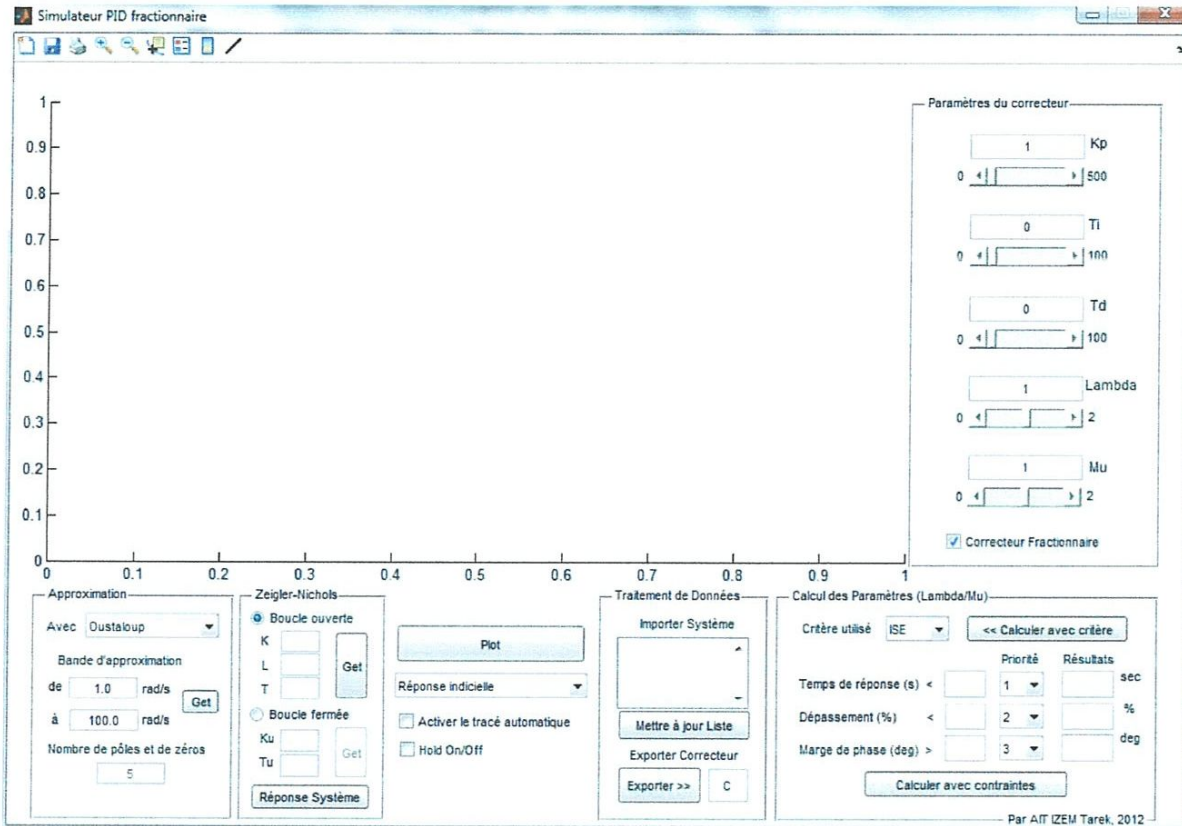 Simulateur PID fractionnaire
1
0.9
0.8
0.7
0.6
0.5
0.4
0.3
0.2
0.1
0
0 0.1 0.2 0.3 0.4 0.5 0.6 0.7 0.8 0.9 1
Paramètres du correcteur
1 Kp
0 500
0 Ti
0 100
0 Td
0 100
1 Lambda
0 2
1 Mu
0 2
Correcteur Fractionnaire
Approximation
Avec Oustaloup
Bande d'approximation
de 1.0 rad/s
Get
à 100.0 rad/s
Nombre de pôles et de zéros
5
Zeigler-Nichols
Boucle ouverte
K
L
T
Get
Boucle fermée
Ku
Tu
Get
Réponse Système
Plot
Réponse indicielle
Activer le tracé automatique
Hold On/Off
Traitement de Données
Importer Système
Mettre à jour Liste
Exporter Correcteur
Exporter >> C
Calcul des Paramètres (Lambda/Mu)
Critère utilisé ISE << Calculer avec critère
Priorité Résultats
Temps de réponse (s) < 1 sec
Dépassement (%) < 2 %
Marge de phase (deg) > 3 deg
Calculer avec contraintes
Par AIT IZEM Tarek, 2012